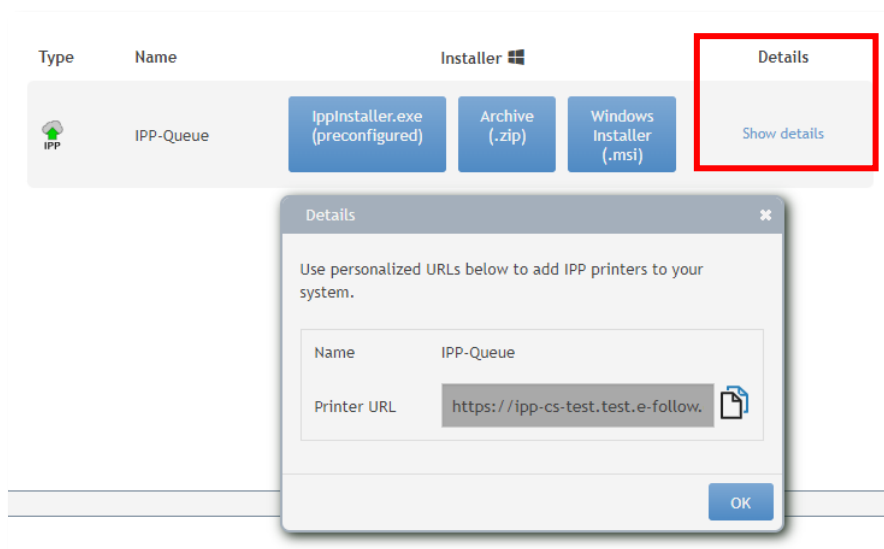 Type Name Installer Details
IppInstaller.exe
(preconfigured)
Archive
(.zip)
Windows
Installer
(.msi)
IPP
IPP-Queue
Show details
Details
Use personalized URLs below to add IPP printers to your
system.
Name IPP-Queue
Printer URL https://ipp-cs-test.test.e-follow.
OK